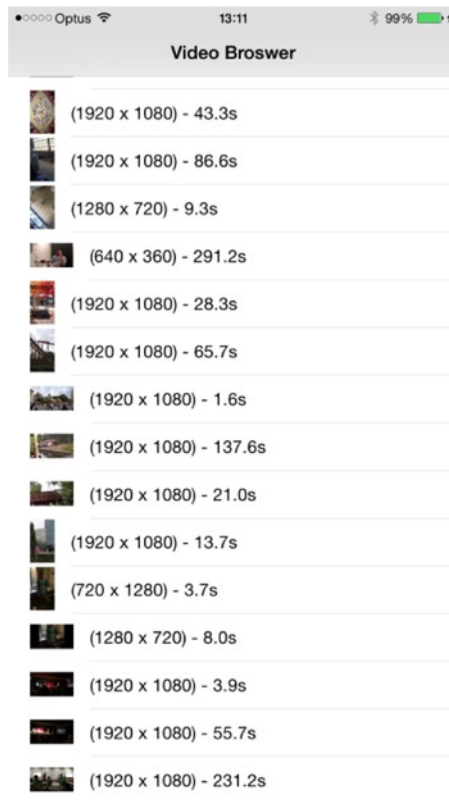 Optus 13:11 99%
Video Broswer
(1920 x 1080) - 43.3s
(1920 x 1080) - 86.6s
(1280 x 720) - 9.3s
(640 x 360) - 291.2s
(1920 x 1080) - 28.3s
(1920 x 1080) - 65.7s
(1920 x 1080) - 1.6s
(1920 x 1080) - 137.6s
(1920 x 1080) - 21.0s
(1920 x 1080) - 13.7s
(720 x 1280) - 3.7s
(1280 x 720) - 8.0s
(1920 x 1080) - 3.9s
(1920 x 1080) - 55.7s
(1920 x 1080) - 231.2s